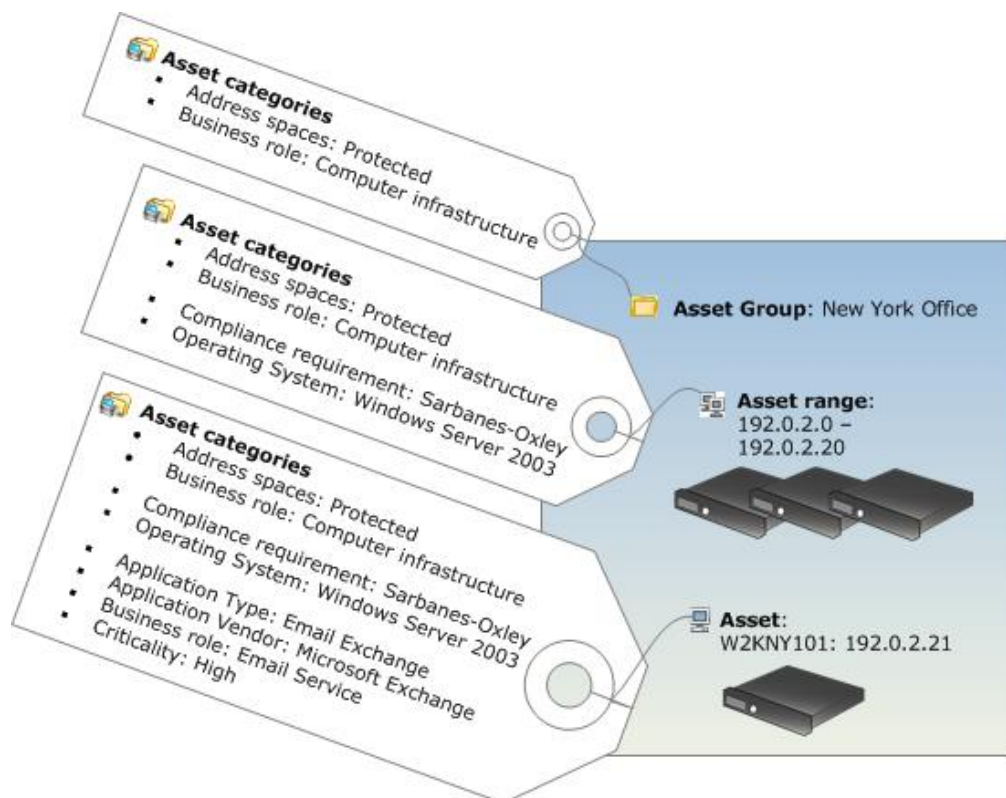 Asset categories
▪ Address spaces: Protected
▪ Business role: Computer infrastructure
Asset Group: New York Office
Asset categories
▪ Address spaces: Protected
▪ Business role: Computer infrastructure
▪ Compliance requirement: Sarbanes-Oxley
▪ Operating System: Windows Server 2003
Asset range:
192.0.2.0 –
192.0.2.20
Asset categories
▪ Address spaces: Protected
▪ Business role: Computer infrastructure
▪ Compliance requirement: Sarbanes-Oxley
▪ Operating System: Windows Server 2003
▪ Application Type: Email Exchange
▪ Application Vendor: Microsoft Exchange
▪ Business role: Email Service
▪ Criticality: High
Asset:
W2KNY101: 192.0.2.21